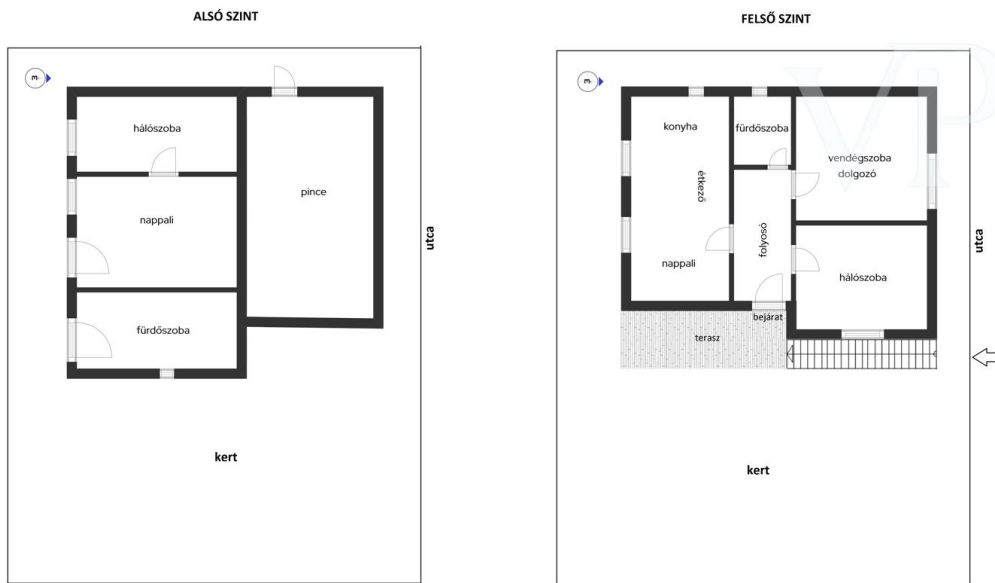 ALSÓ SZINT
hálószoba
nappali
fürdőszoba
pince
utca
kert
FELSŐ SZINT
VP
konyha
étkező
nappali
fürdőszoba
folyosó
vendégszoba
dolgozó
hálószoba
bejárat
terasz
utca
kert